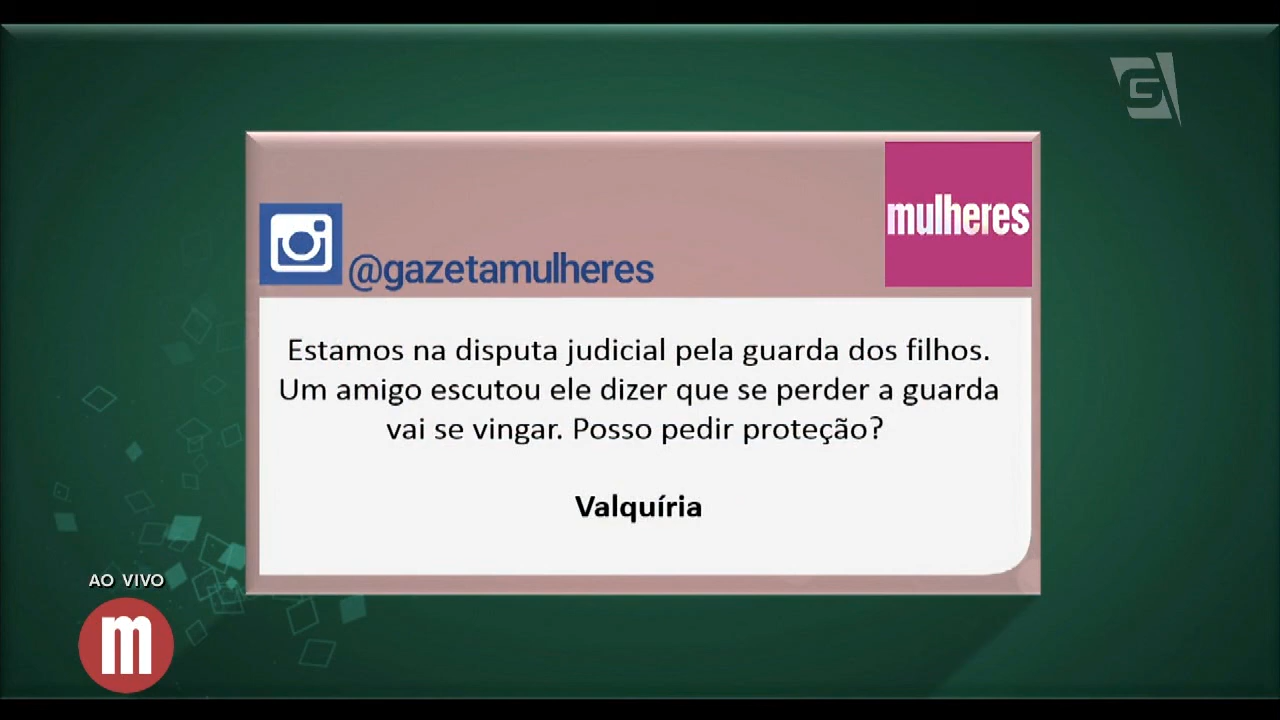 G
mulheres
@gazetamulheres
Estamos na disputa judicial pela guarda dos filhos.
Um amigo escutou ele dizer que se perder a guarda
vai se vingar. Posso pedir proteção?
Valquíria
AO VIVO
m